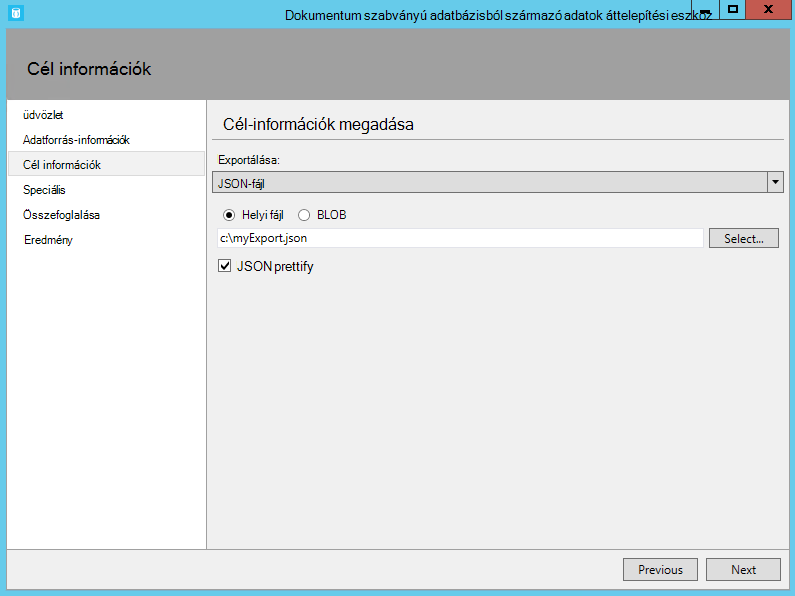 Dokumentum szabványú adatbázisból származó adatok áttelepítési eszköz
Cél információk
üdvözlet
Adatforrás-információk
Cél információk
Speciális
Összefoglalása
Eredmény
Cél-információk megadása
Exportálása:
JSON-fájl
Helyi fájl BLOB
c:\myExport.json Select...
JSON prettify
Previous Next